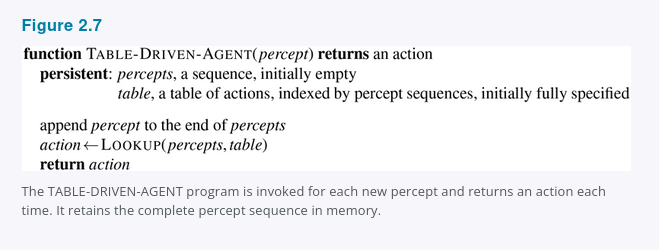 Figure 2.7
function TABLE-DRIVEN-AGENT(percept) returns an action
persistent: percepts, a sequence, initially empty
table, a table of actions, indexed by percept sequences, initially fully specified
append percept to the end of percepts
action ← LOOKUP(percepts, table)
return action
The TABLE-DRIVEN-AGENT program is invoked for each new percept and returns an action each
time. It retains the complete percept sequence in memory.